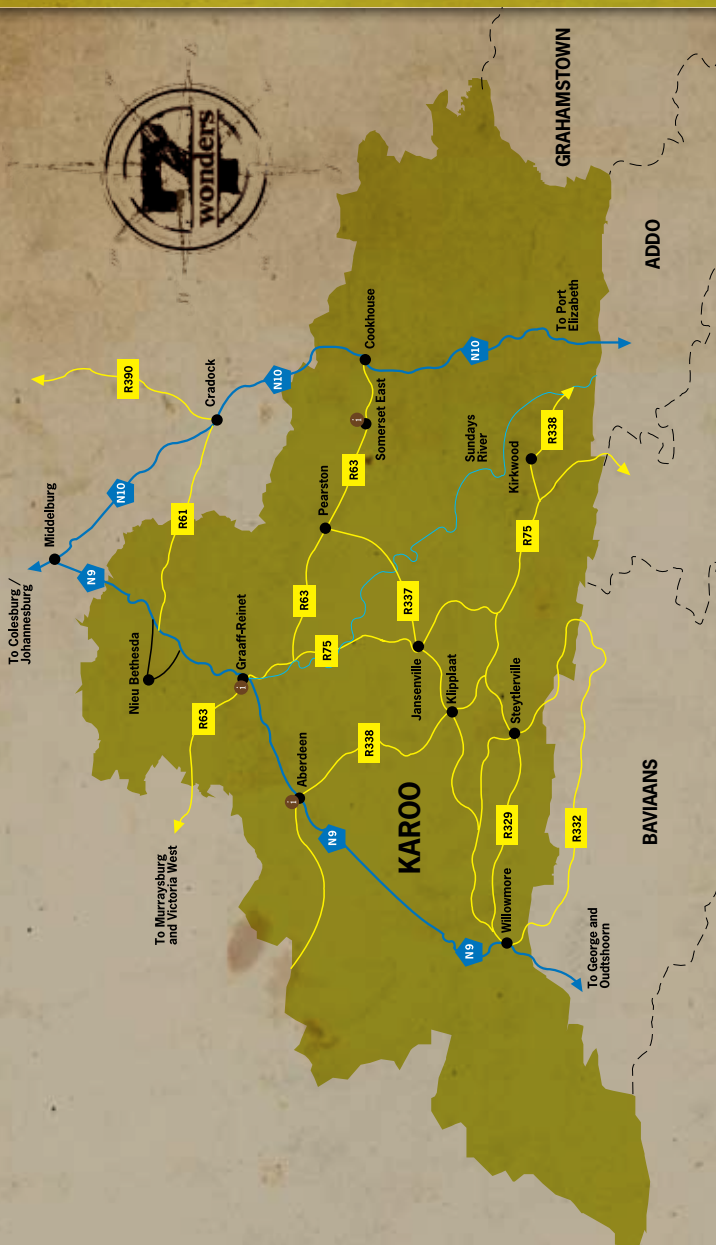 7
wonders
GRAHAMSTOWN
ADDO
BAVIAANS
KAROO
To Colesburg /
Johannesburg
Middelburg
N9
N10
R390
Cradock
N10
R61
Nieu Bethesda
Graaff-Reinet
i
R63
To Murraysburg
and Victoria West
R75
R63
Pearston
R63
Somerset East
i
Cookhouse
N10
To Port
Elizabeth
Sundays
River
Kirkwood
R338
R75
R337
Jansenville
Klipplaat
Steytlerville
Aberdeen
i
R338
N9
R329
R332
Willowmore
N9
To George and
Oudtshoorn